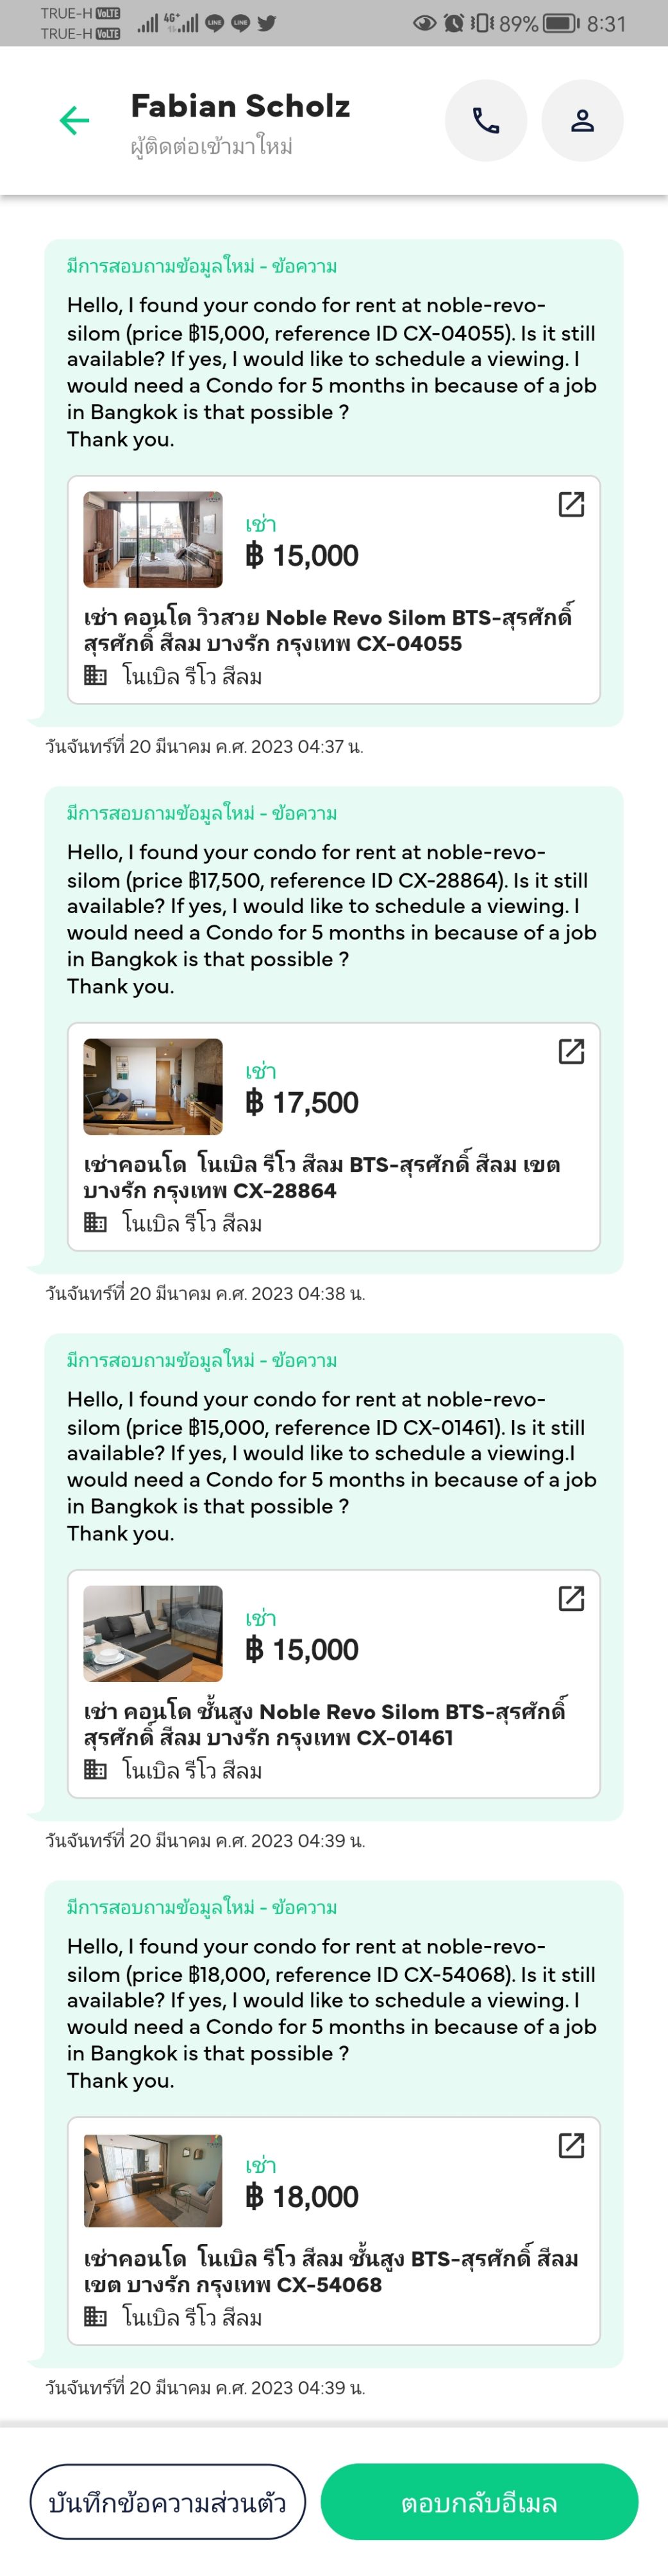 TRUE-H VoLTE
TRUE-H VoLTE
4G+
LINE
LINE
89%
8:31
Fabian Scholz
ผู้ติดต่อเข้ามาใหม่
มีการสอบถามข้อมูลใหม่ - ข้อความ
Hello, I found your condo for rent at noble-revo-
silom (price ฿15,000, reference ID CX-04055). Is it still
available? If yes, I would like to schedule a viewing. I
would need a Condo for 5 months in because of a job
in Bangkok is that possible ?
Thank you.
เช่า
฿ 15,000
เช่า คอนโด วิวสวย Noble Revo Silom BTS-สุรศักดิ์
สุรศักดิ์ สีลม บางรัก กรุงเทพ CX-04055
โนเบิล รีโว สีลม
วันจันทร์ที่ 20 มีนาคม ค.ศ. 2023 04:37 น.
มีการสอบถามข้อมูลใหม่ - ข้อความ
Hello, I found your condo for rent at noble-revo-
silom (price ฿17,500, reference ID CX-28864). Is it still
available? If yes, I would like to schedule a viewing. I
would need a Condo for 5 months in because of a job
in Bangkok is that possible ?
Thank you.
เช่า
฿ 17,500
เช่าคอนโด โนเบิล รีโว สีลม BTS-สุรศักดิ์ สีลม เขต
บางรัก กรุงเทพ CX-28864
โนเบิล รีโว สีลม
วันจันทร์ที่ 20 มีนาคม ค.ศ. 2023 04:38 น.
มีการสอบถามข้อมูลใหม่ - ข้อความ
Hello, I found your condo for rent at noble-revo-
silom (price ฿15,000, reference ID CX-01461). Is it still
available? If yes, I would like to schedule a viewing.I
would need a Condo for 5 months in because of a job
in Bangkok is that possible ?
Thank you.
เช่า
฿ 15,000
เช่า คอนโด ชั้นสูง Noble Revo Silom BTS-สุรศักดิ์
สุรศักดิ์ สีลม บางรัก กรุงเทพ CX-01461
โนเบิล รีโว สีลม
วันจันทร์ที่ 20 มีนาคม ค.ศ. 2023 04:39 น.
มีการสอบถามข้อมูลใหม่ - ข้อความ
Hello, I found your condo for rent at noble-revo-
silom (price ฿18,000, reference ID CX-54068). Is it still
available? If yes, I would like to schedule a viewing. I
would need a Condo for 5 months in because of a job
in Bangkok is that possible ?
Thank you.
เช่า
฿ 18,000
เช่าคอนโด โนเบิล รีโว สีลม ชั้นสูง BTS-สุรศักดิ์ สีลม
เขต บางรัก กรุงเทพ CX-54068
โนเบิล รีโว สีลม
วันจันทร์ที่ 20 มีนาคม ค.ศ. 2023 04:39 น.
บันทึกข้อความส่วนตัว
ตอบกลับอีเมล